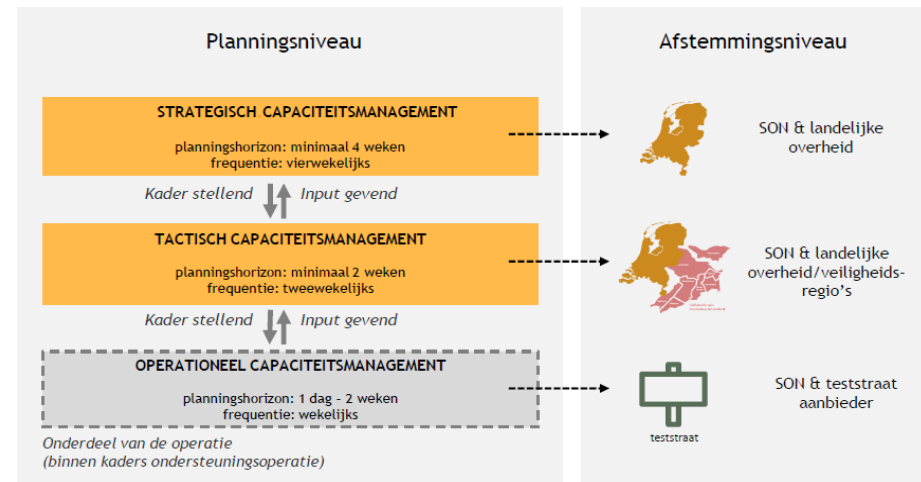 Planningsniveau
STRATEGISCH CAPACITEITSMANAGEMENT
planningshorizon: minimaal 4 weken
frequentie: vierwekelijks
Kader stellend
Input gevend
TACTISCH CAPACITEITSMANAGEMENT
planningshorizon: minimaal 2 weken
frequentie: tweewekelijks
Kader stellend
Input gevend
OPERATIONEEL CAPACITEITSMANAGEMENT
planningshorizon: 1 dag - 2 weken
frequentie: wekelijks
Onderdeel van de operatie
(binnen kaders ondersteuningsoperatie)
Afstemmingsniveau
SON & landelijke
overheid
SON & landelijke
overheid/veiligheids-
regio's
teststraat
SON & teststraat
aanbieder